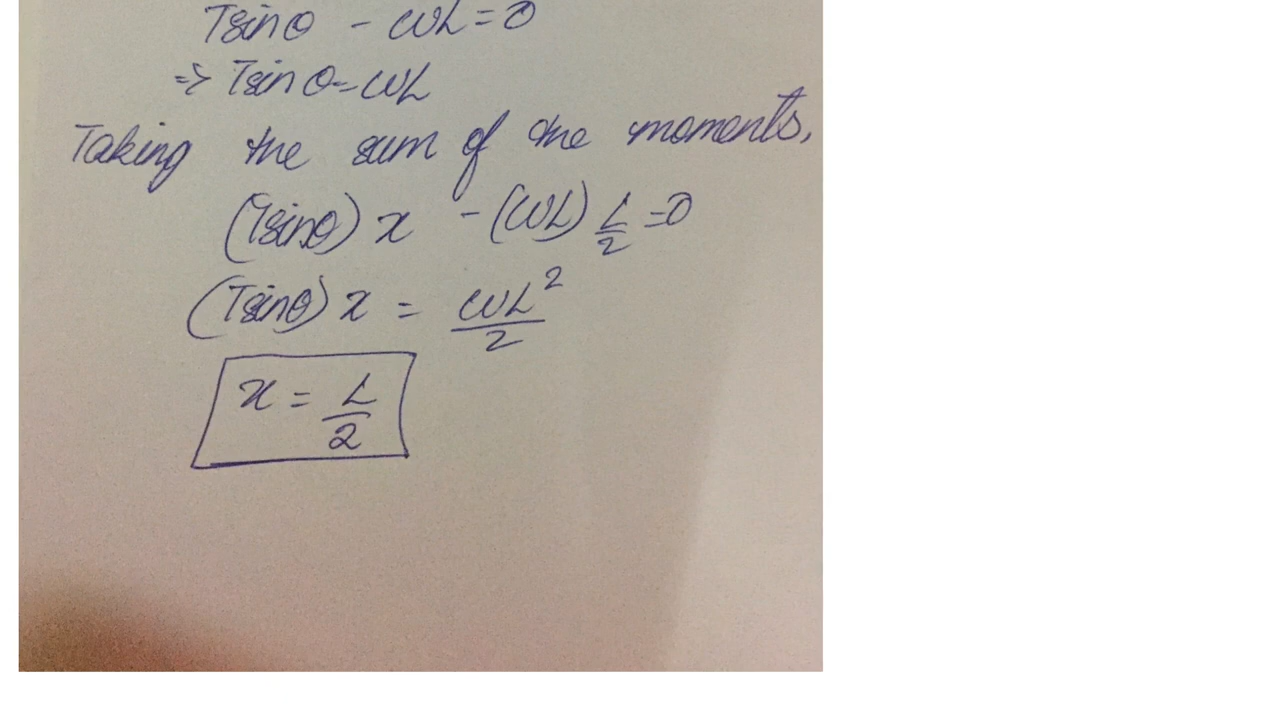 Tsinθ - ωL = 0
⇒ Tsinθ = ωL
Taking the sum of the moments,
(Tsinθ) x - (ωL) L/2 = 0
(Tsinθ) x = ωL²/2
x = L/2